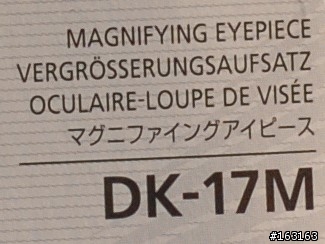 MAGNIFYING EYEPIECE
VERGRÖSSERUNGSAUFSATZ
OCULAIRE-LOUPE DE VISÉE
マグニファイングアイピース
DK-17M
#163163